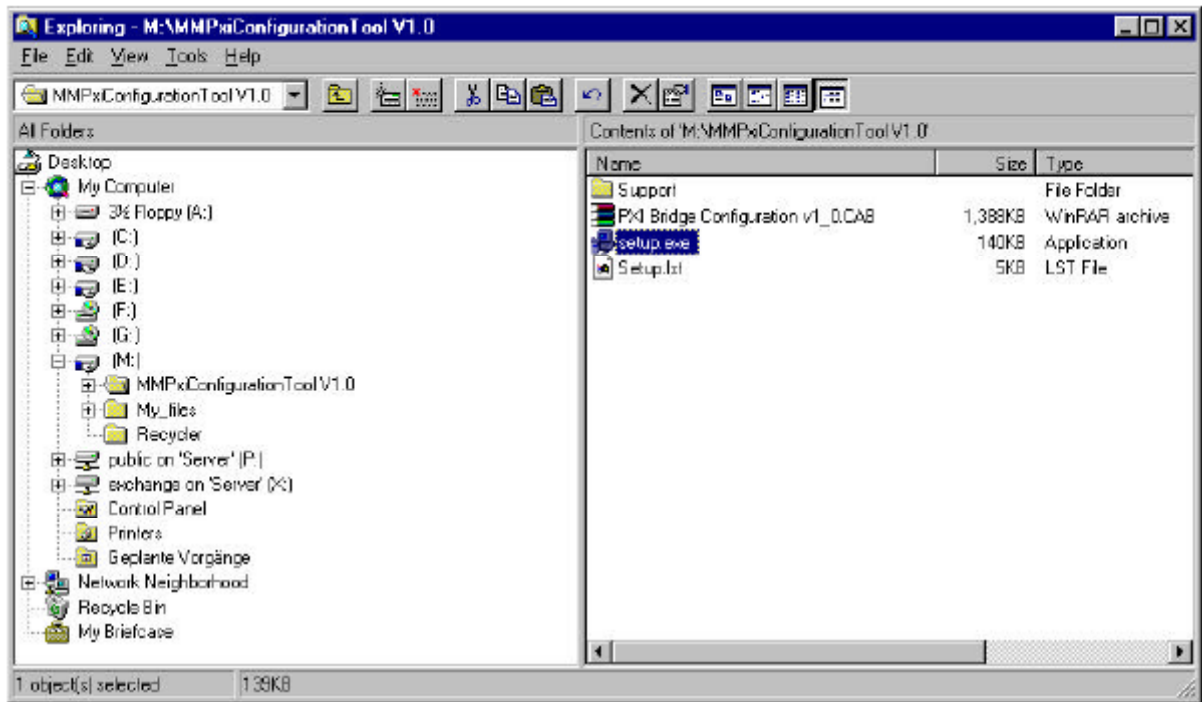 Exploring - M:\MMPxiConfigurationTool V1.0
File Edit View Tools Help
MMPxiConfigurationTool V1.0
All Folders
Contents of 'M:\MMPxiConfigurationTool V1.0'
Desktop
My Computer
3½ Floppy (A:)
(C:)
(D:)
(E:)
(F:)
(G:)
(M:)
MMPxiConfigurationTool V1.0
My_files
Recycler
public on 'Server' (P:)
exchange on 'Server' (X:)
Control Panel
Printers
Geplante Vorgänge
Network Neighborhood
Recycle Bin
My Briefcase
Name Size Type
Support File Folder
PXI Bridge Configuration v1_0.CAB 1,388KB WinRAR archive
setup.exe 140KB Application
Setup.lst 5KB LST File
1 object(s) selected 139KB